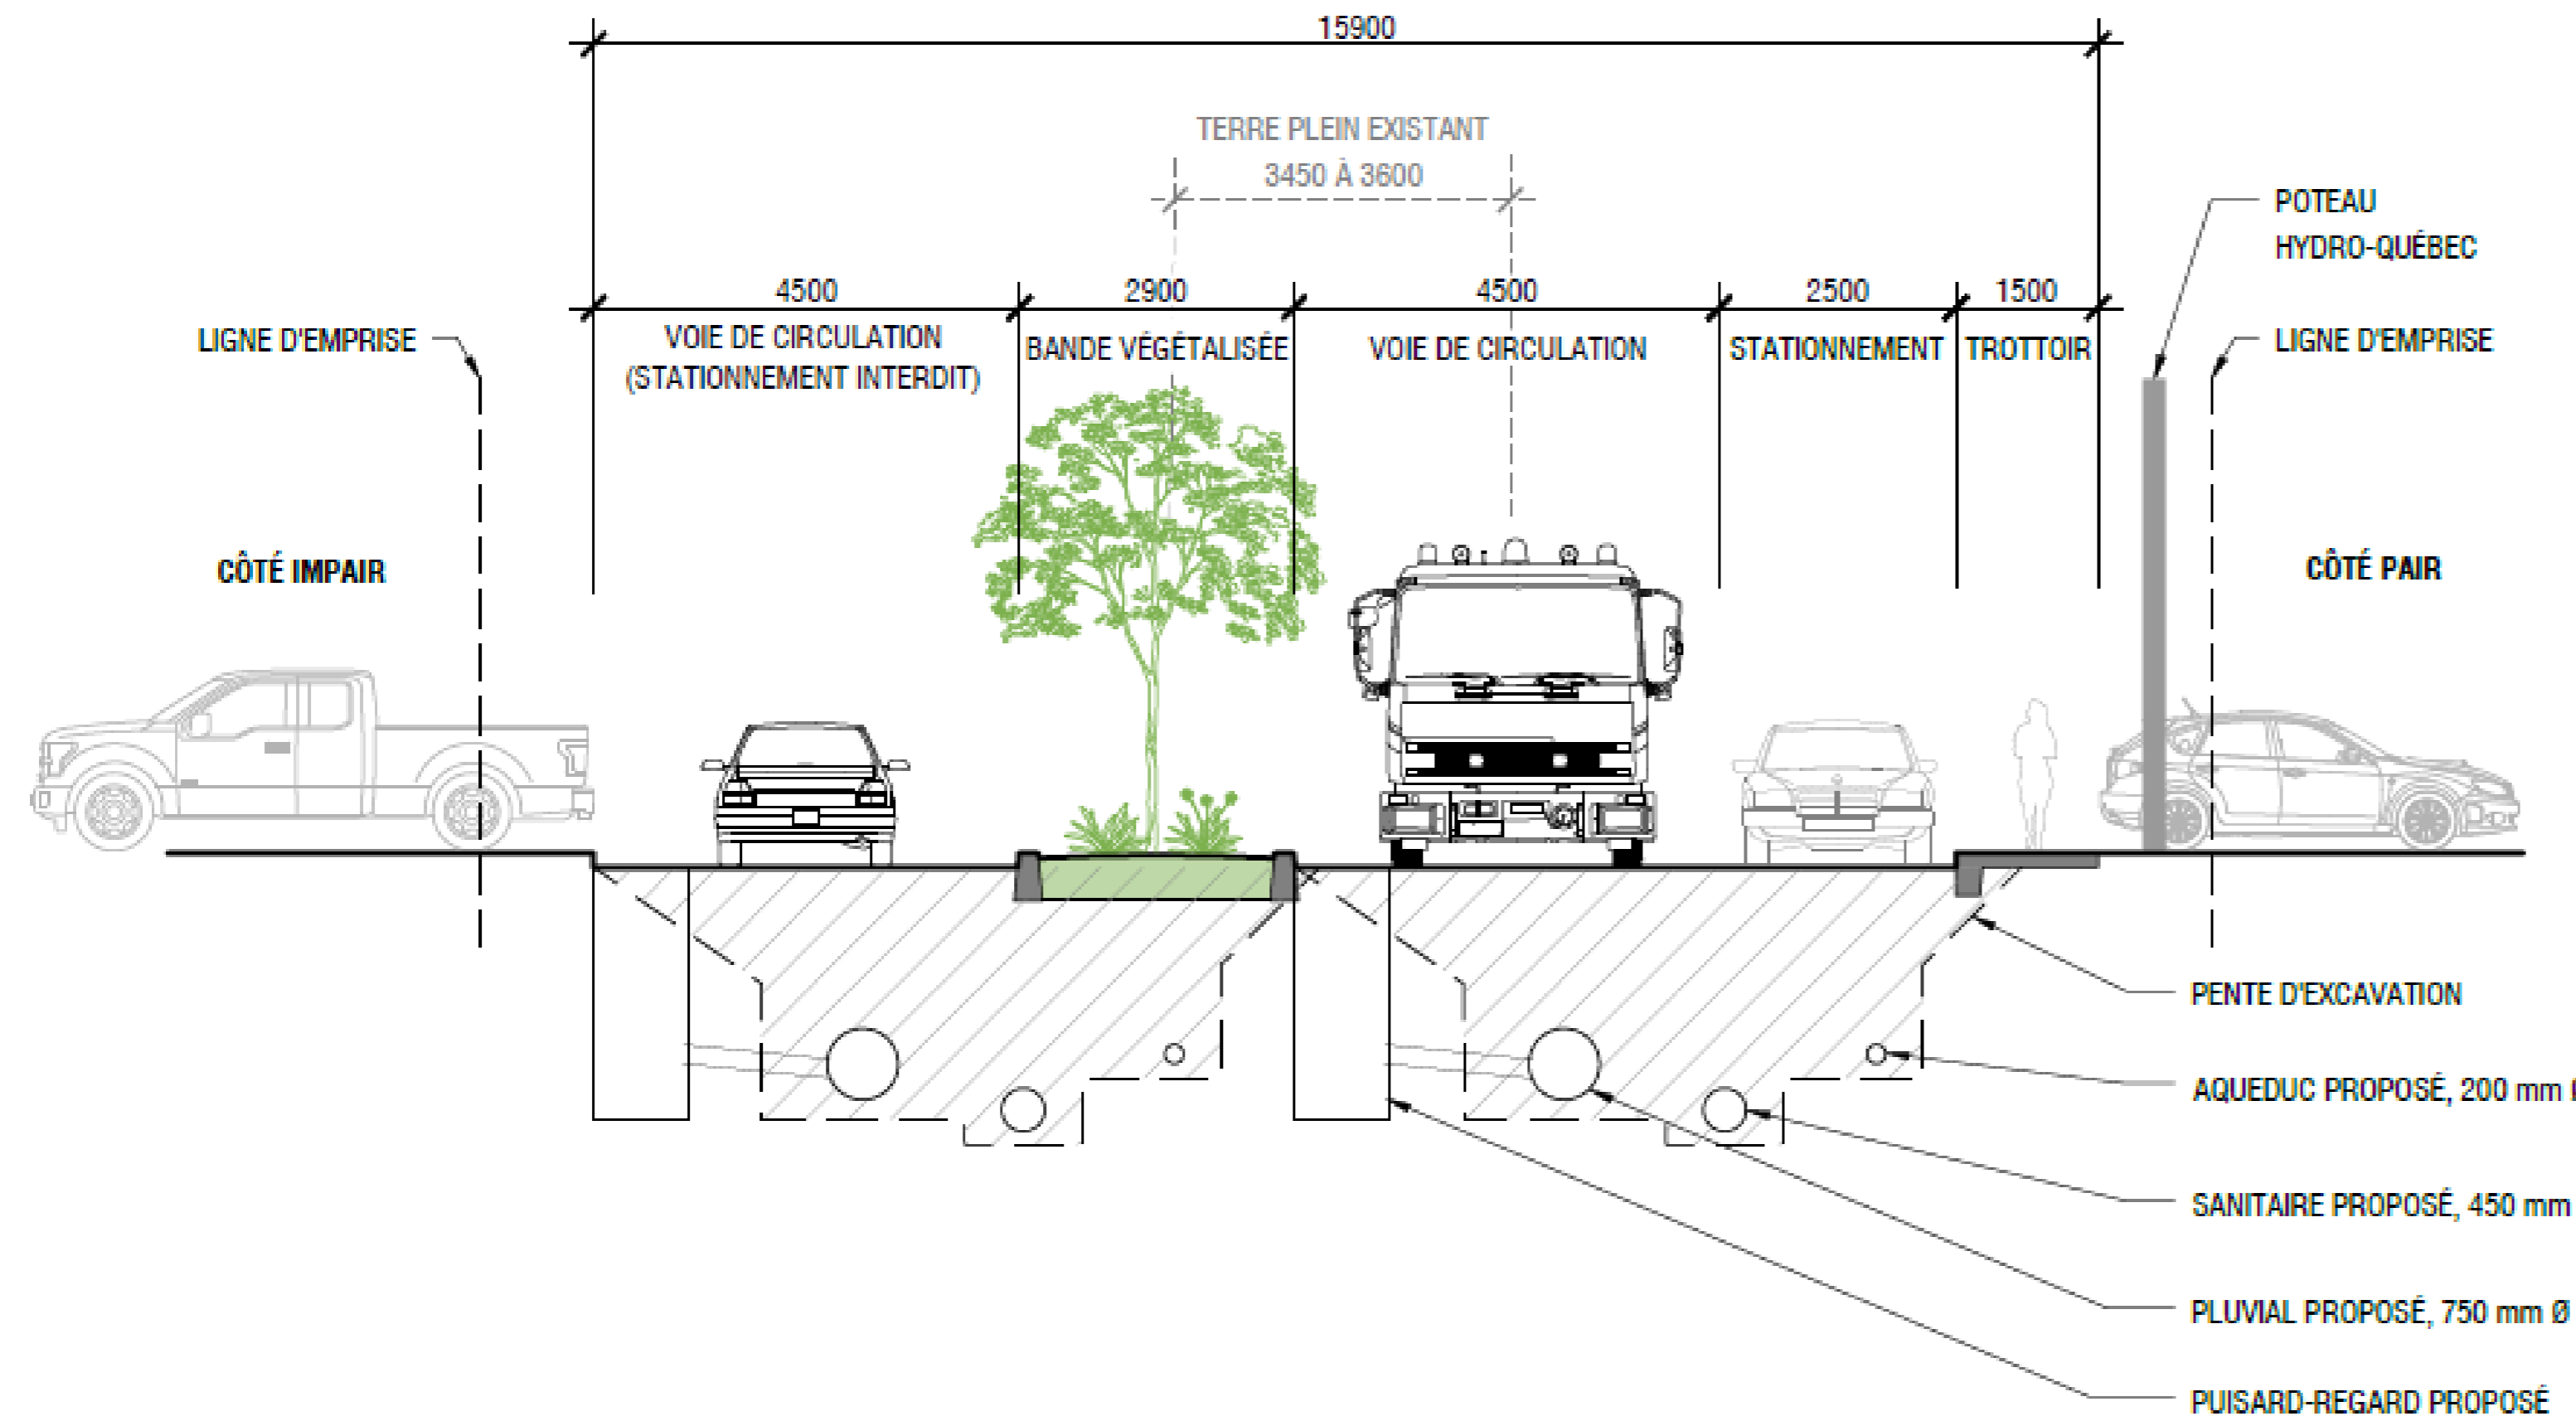 15900
TERRE PLEIN EXISTANT
3450 À 3600
POTEAU
HYDRO-QUÉBEC
4500
2900
4500
2500
1500
LIGNE D'EMPRISE
VOIE DE CIRCULATION
(STATIONNEMENT INTERDIT)
BANDE VÉGÉTALISÉE
VOIE DE CIRCULATION
STATIONNEMENT
TROTTOIR
LIGNE D'EMPRISE
CÔTÉ IMPAIR
CÔTÉ PAIR
PENTE D'EXCAVATION
AQUEDUC PROPOSÉ, 200 mm Ø
SANITAIRE PROPOSÉ, 450 mm
PLUVIAL PROPOSÉ, 750 mm Ø
PUISARD-REGARD PROPOSÉ